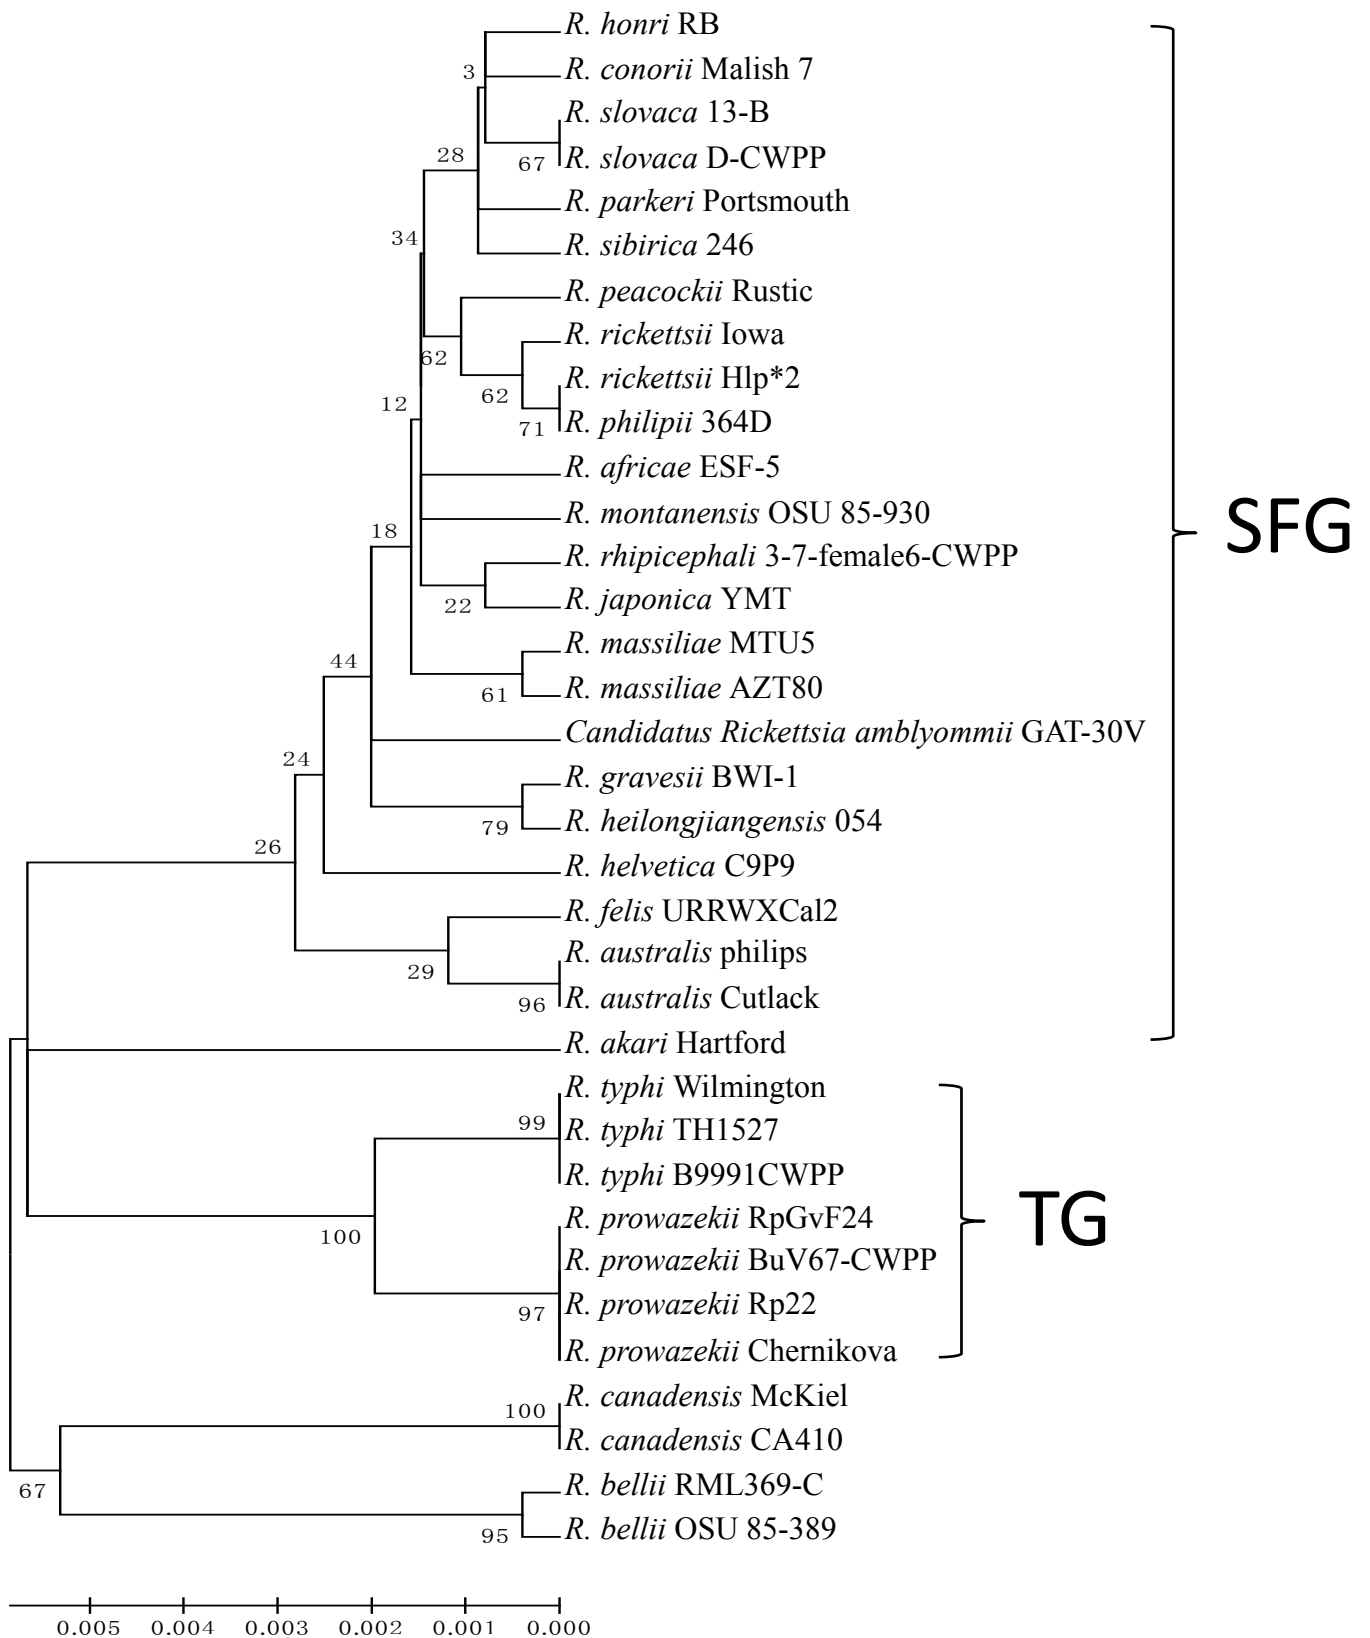 R. honri RB
3
R. conorii Malish 7
R. slovaca 13-B
28
67
R. slovaca D-CWPP
R. parkeri Portsmouth
34
R. sibirica 246
R. peacockii Rustic
R. rickettsii Iowa
62
R. rickettsii Hlp*2
62
12
R. philipii 364D
71
R. africae ESF-5
R. montanensis OSU 85-930
SFG
18
R. rhipicephali 3-7-female6-CWPP
R. japonica YMT
22
R. massiliae MTU5
44
R. massiliae AZT80
61
Candidatus Rickettsia amblyommii GAT-30V
24
R. gravesii BWI-1
R. heilongjiangensis 054
79
26
R. helvetica C9P9
R. felis URRWXCal2
R. australis philips
29
R. australis Cutlack
96
R. akari Hartford
R. typhi Wilmington
99
R. typhi TH1527
R. typhi B9991CWPP
R. prowazekii RpGvF24
TG
100
R. prowazekii BuV67-CWPP
R. prowazekii Rp22
97
R. prowazekii Chernikova
R. canadensis McKiel
100
R. canadensis CA410
R. bellii RML369-C
67
R. bellii OSU 85-389
95
0.005 0.004 0.003 0.002 0.001 0.000